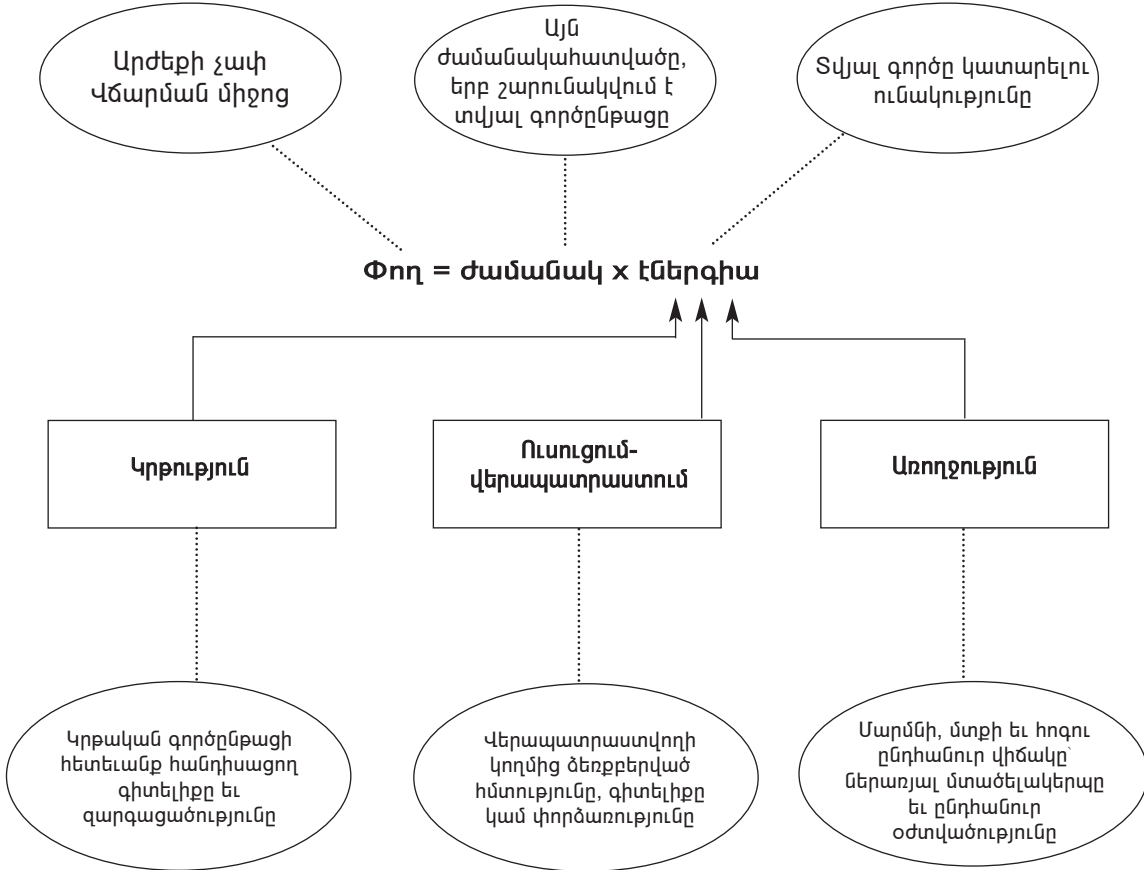 Արժեքի չափ
Վճարման միջոց
Այն
ժամանակահատվածը,
երբ շարունակվում է
տվյալ գործընթացը
Տվյալ գործը կատարելու
ունակությունը
Փող = ժամանակ x էներգիա
Կրթություն
Ուսուցում-
վերապատրաստում
Առողջություն
Կրթական գործընթացի
հետեւանք հանդիսացող
գիտելիքը եւ
զարգացածությունը
Վերապատրաստվողի
կողմից ձեռքբերված
հմտությունը, գիտելիքը
կամ փորձառությունը
Մարմնի, մտքի եւ հոգու
ընդհանուր վիճակը՝
ներառյալ մտածելակերպը
եւ ընդհանուր
օժտվածությունը